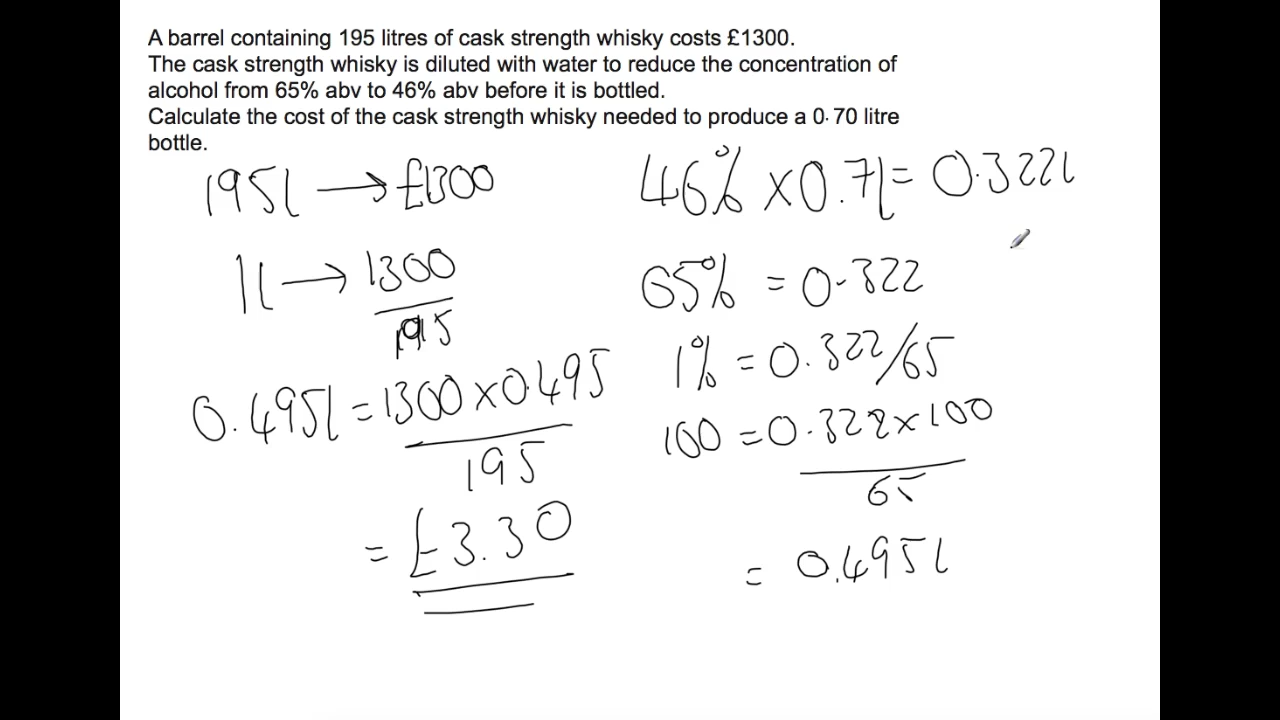 A barrel containing 195 litres of cask strength whisky costs £1300.
The cask strength whisky is diluted with water to reduce the concentration of
alcohol from 65% abv to 46% abv before it is bottled.
Calculate the cost of the cask strength whisky needed to produce a 0·70 litre
bottle.
195l → £1300
1l → 1300
195
0.495l = 1300 x 0.495
195
= £3.30
46% x 0.7l = 0.322l
65% = 0.322
1% = 0.322/65
100 = 0.322 x 100
65
= 0.495l